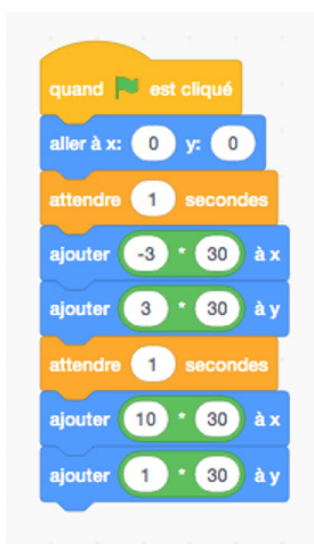 quand est cliqué
aller à x: 0 y: 0
attendre 1 secondes
ajouter -3 * 30 à x
ajouter 3 * 30 à y
attendre 1 secondes
ajouter 10 * 30 à x
ajouter 1 * 30 à y